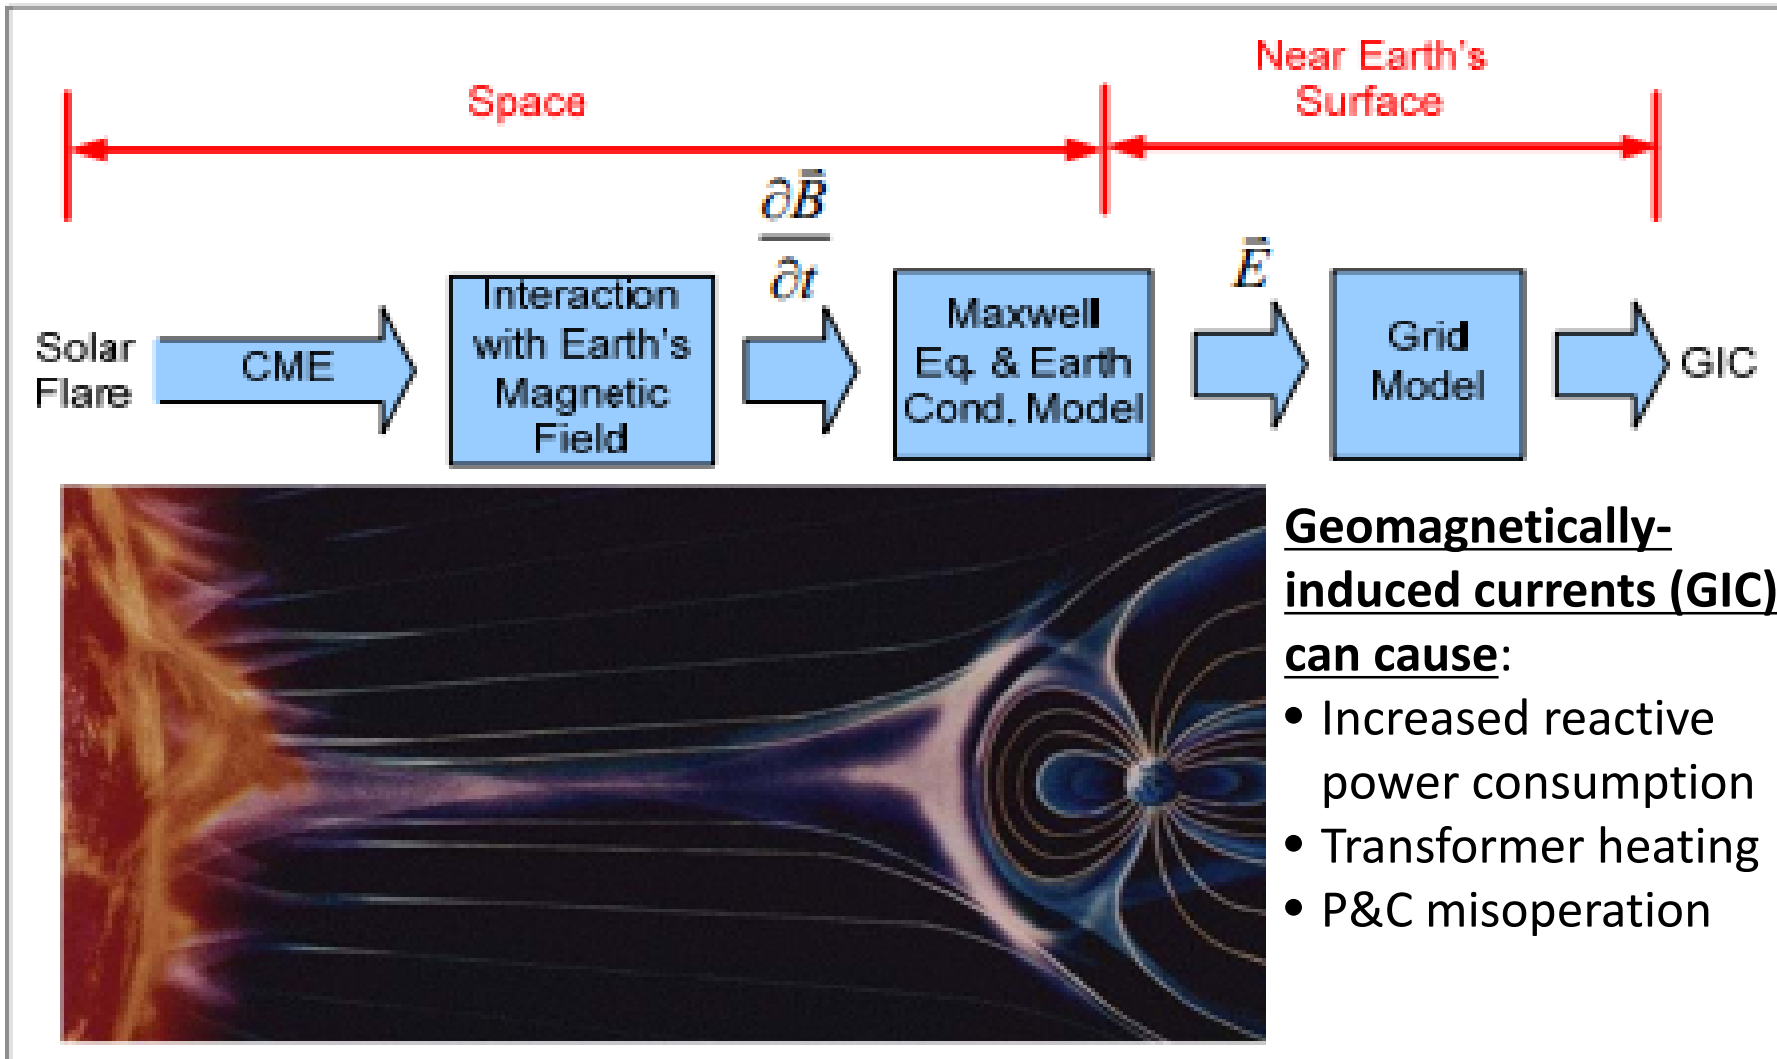 Space
Near Earth's
Surface
∂B̄
∂t
Ē
Solar
Flare
CME
Interaction
with Earth's
Magnetic
Field
Maxwell
Eq. & Earth
Cond. Model
Grid
Model
GIC
Geomagnetically-
induced currents (GIC)
can cause:
• Increased reactive
power consumption
• Transformer heating
• P&C misoperation